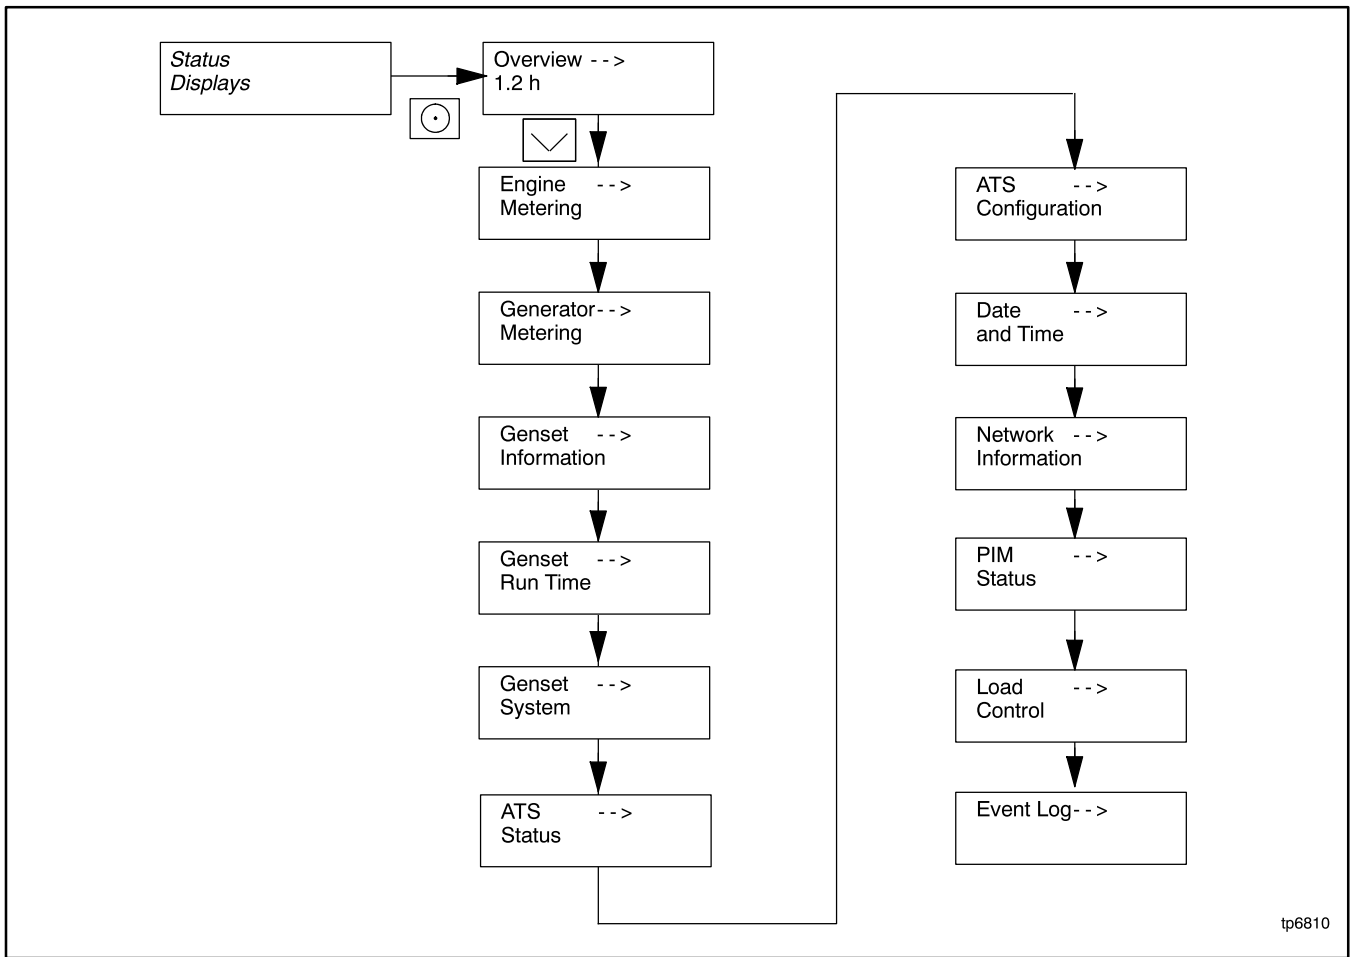 Status
Displays
Overview - - >
1.2 h
Engine - - >
Metering
Generator- - >
Metering
Genset - - >
Information
Genset - - >
Run Time
Genset - - >
System
ATS - - >
Status
ATS - - >
Configuration
Date - - >
and Time
Network - - >
Information
PIM - - >
Status
Load - - >
Control
Event Log- - >
tp6810